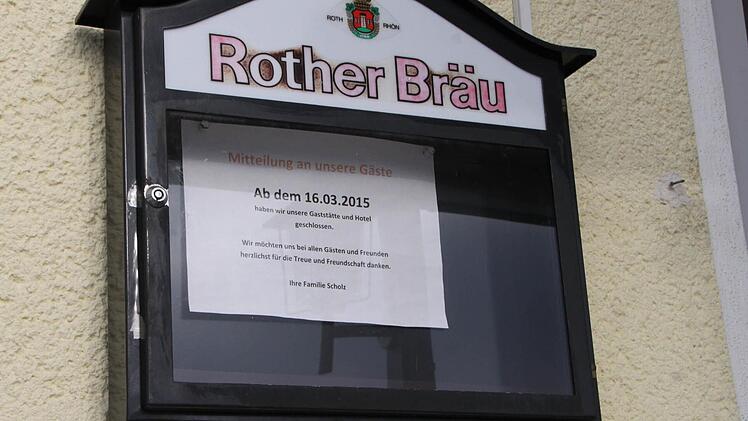 ROTH RHÖN
Rother Bräu
Mitteilung an unsere Gäste
Ab dem 16.03.2015
haben wir unsere Gaststätte und Hotel
geschlossen.
Wir möchten uns bei allen Gästen und Freunden
herzlichst für die Treue und Freundschaft danken.
Ihre Familie Scholz